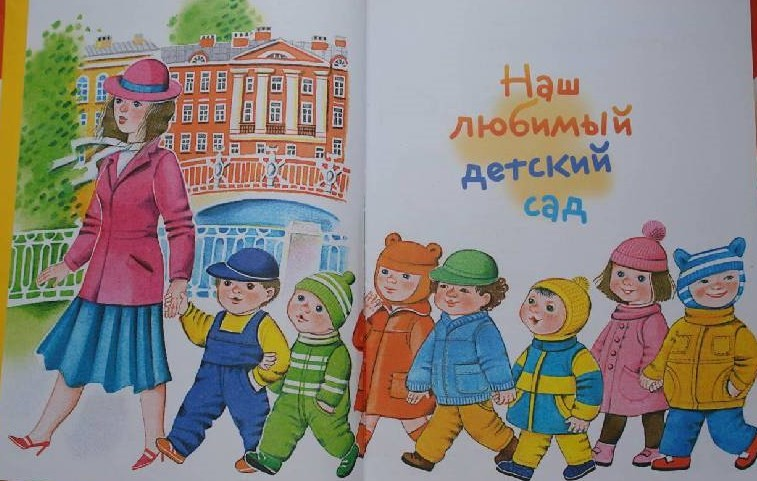 Наш
любимый
детский
сад